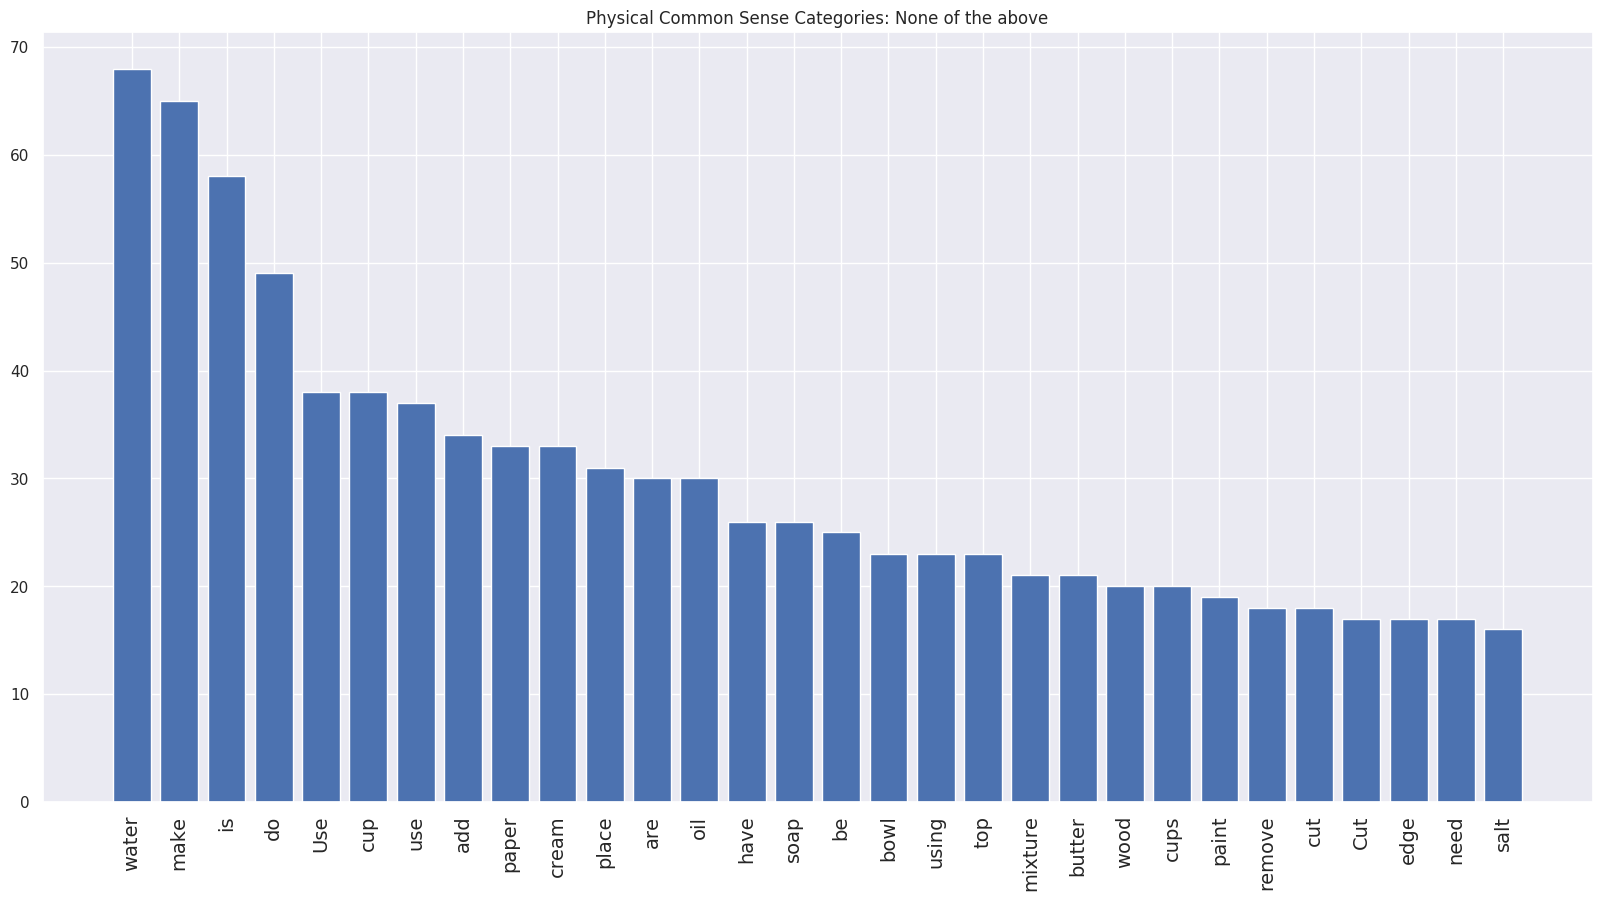 Physical Common Sense Categories: None of the above
70
60
50
40
30
20
10
0
water
make
is
do
Use
cup
use
add
paper
cream
place
are
oil
have
soap
be
bowl
using
top
mixture
butter
wood
cups
paint
remove
cut
Cut
edge
need
salt